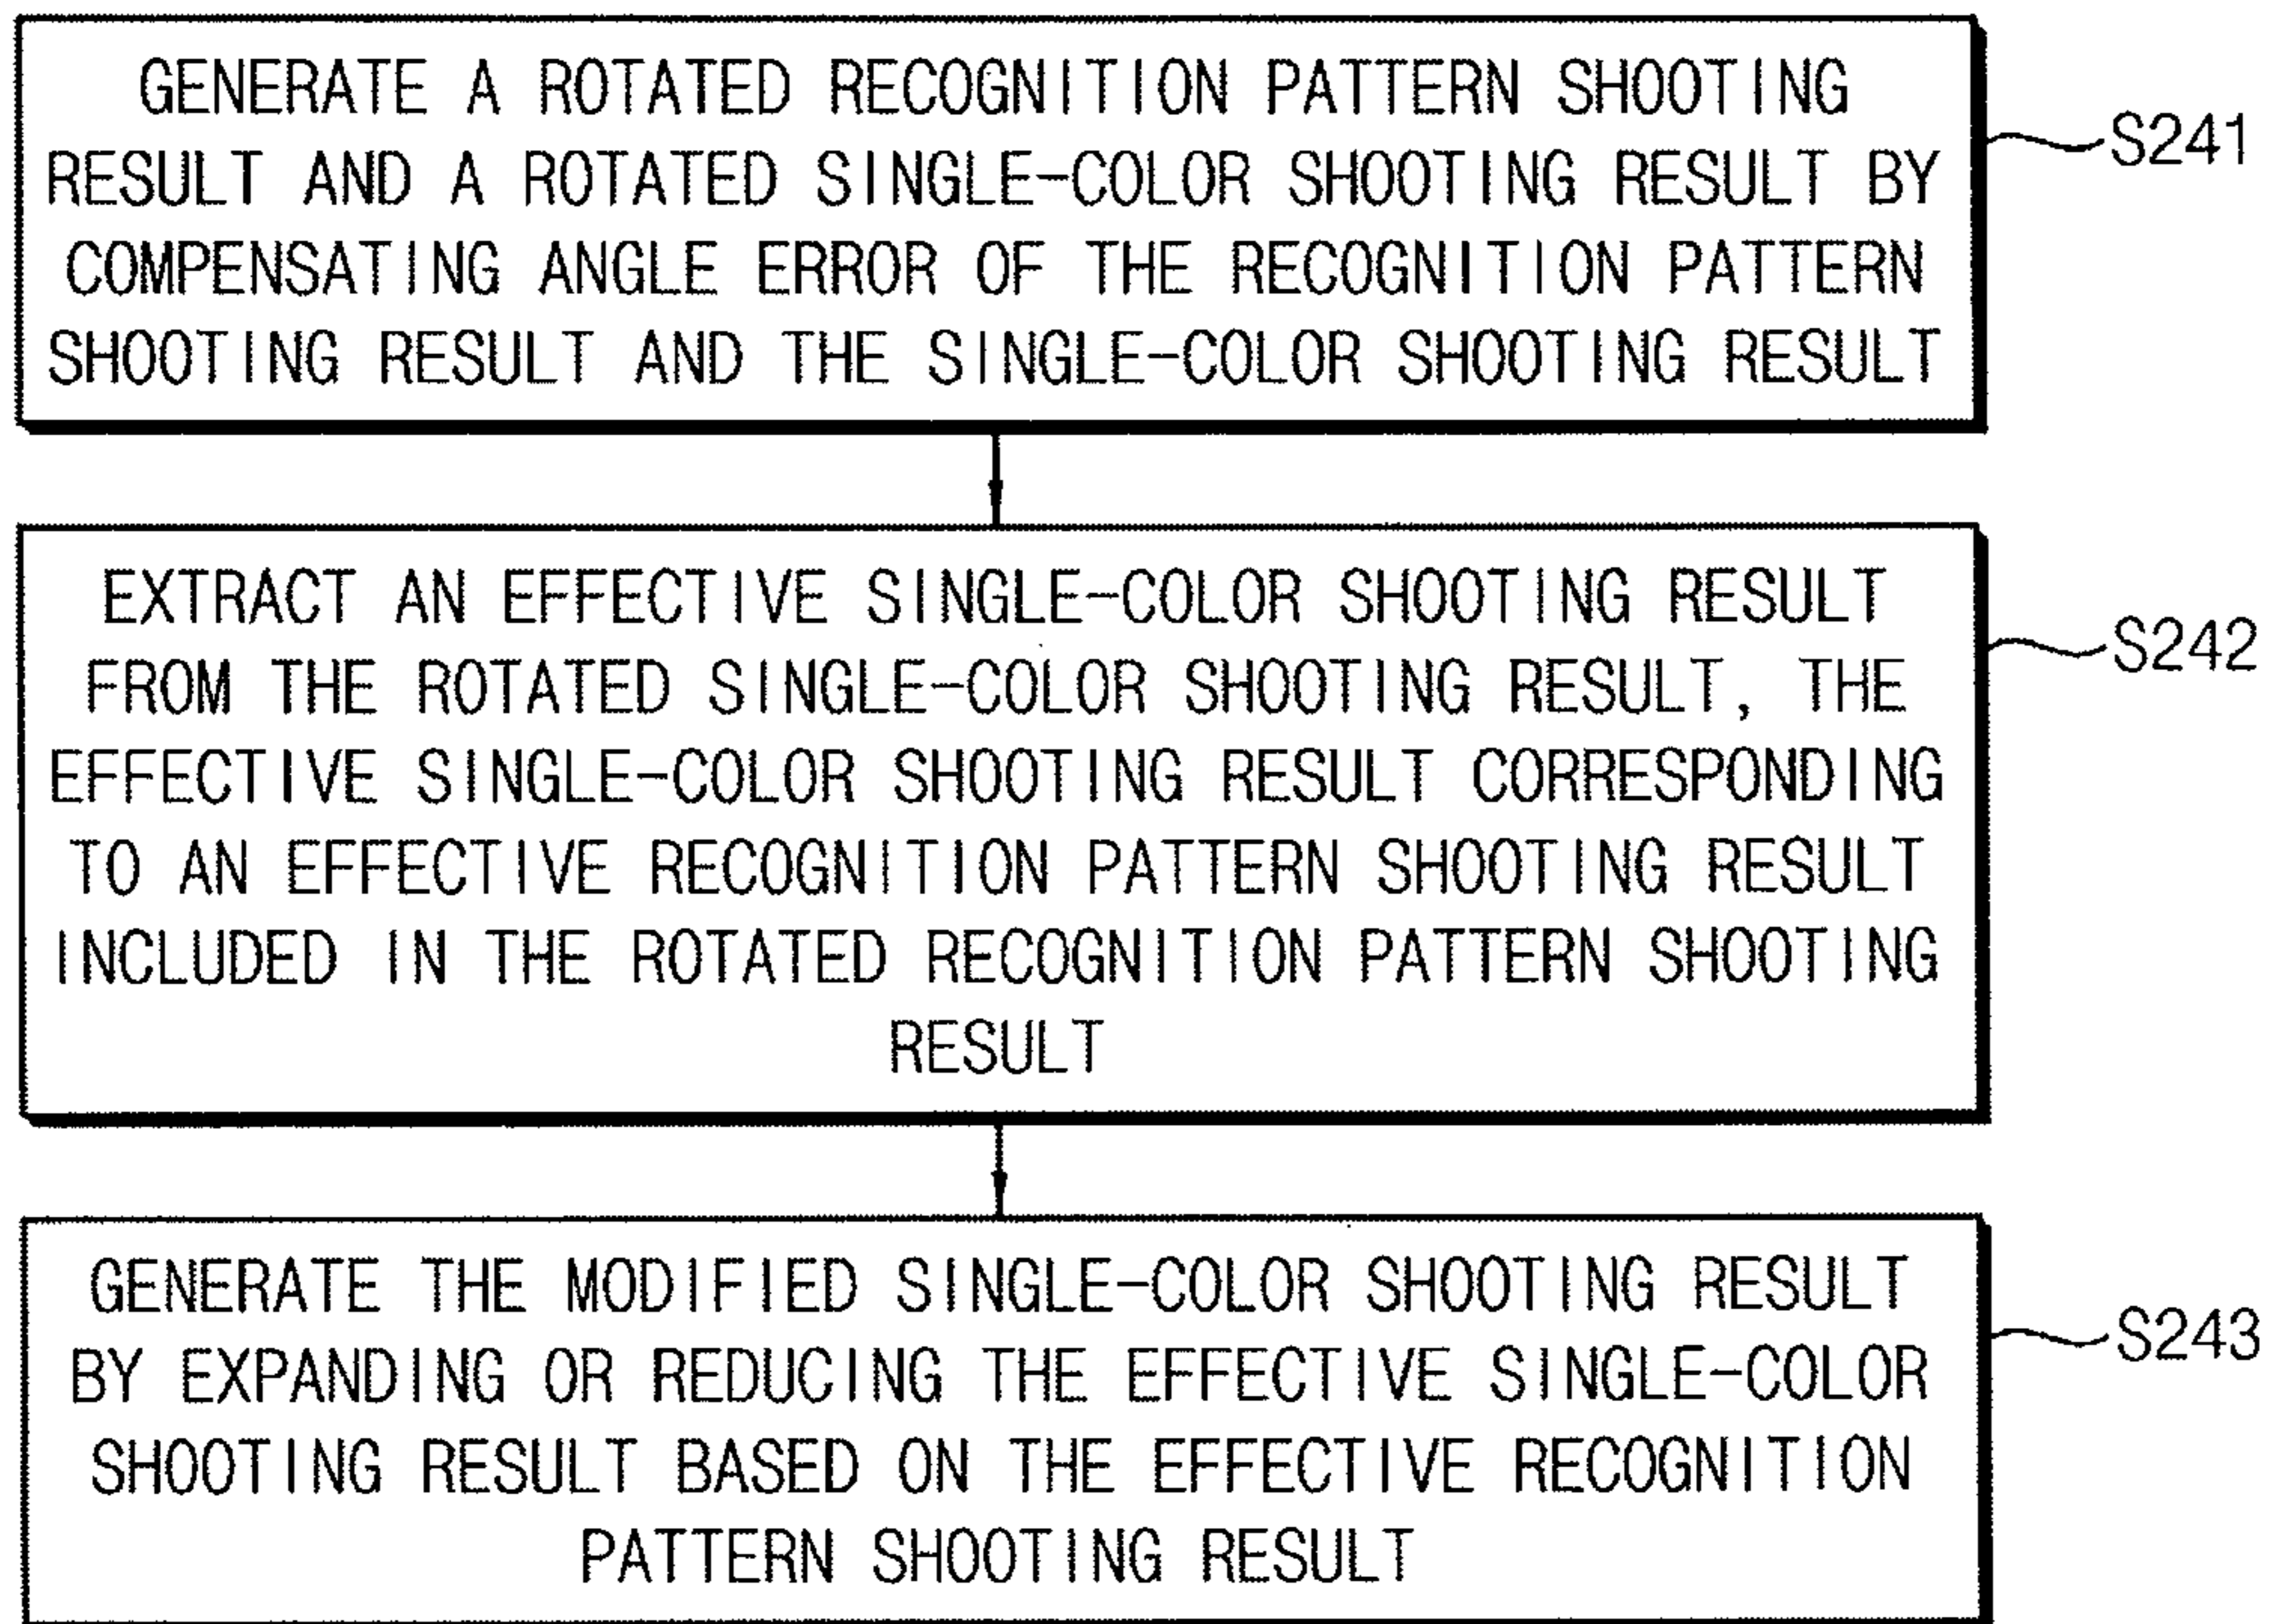 GENERATE A ROTATED RECOGNITION PATTERN SHOOTING
RESULT AND A ROTATED SINGLE-COLOR SHOOTING RESULT BY
COMPENSATING ANGLE ERROR OF THE RECOGNITION PATTERN
SHOOTING RESULT AND THE SINGLE-COLOR SHOOTING RESULT
S241
EXTRACT AN EFFECTIVE SINGLE-COLOR SHOOTING RESULT
FROM THE ROTATED SINGLE-COLOR SHOOTING RESULT, THE
EFFECTIVE SINGLE-COLOR SHOOTING RESULT CORRESPONDING
TO AN EFFECTIVE RECOGNITION PATTERN SHOOTING RESULT
INCLUDED IN THE ROTATED RECOGNITION PATTERN SHOOTING
RESULT
S242
GENERATE THE MODIFIED SINGLE-COLOR SHOOTING RESULT
BY EXPANDING OR REDUCING THE EFFECTIVE SINGLE-COLOR
SHOOTING RESULT BASED ON THE EFFECTIVE RECOGNITION
PATTERN SHOOTING RESULT
S243